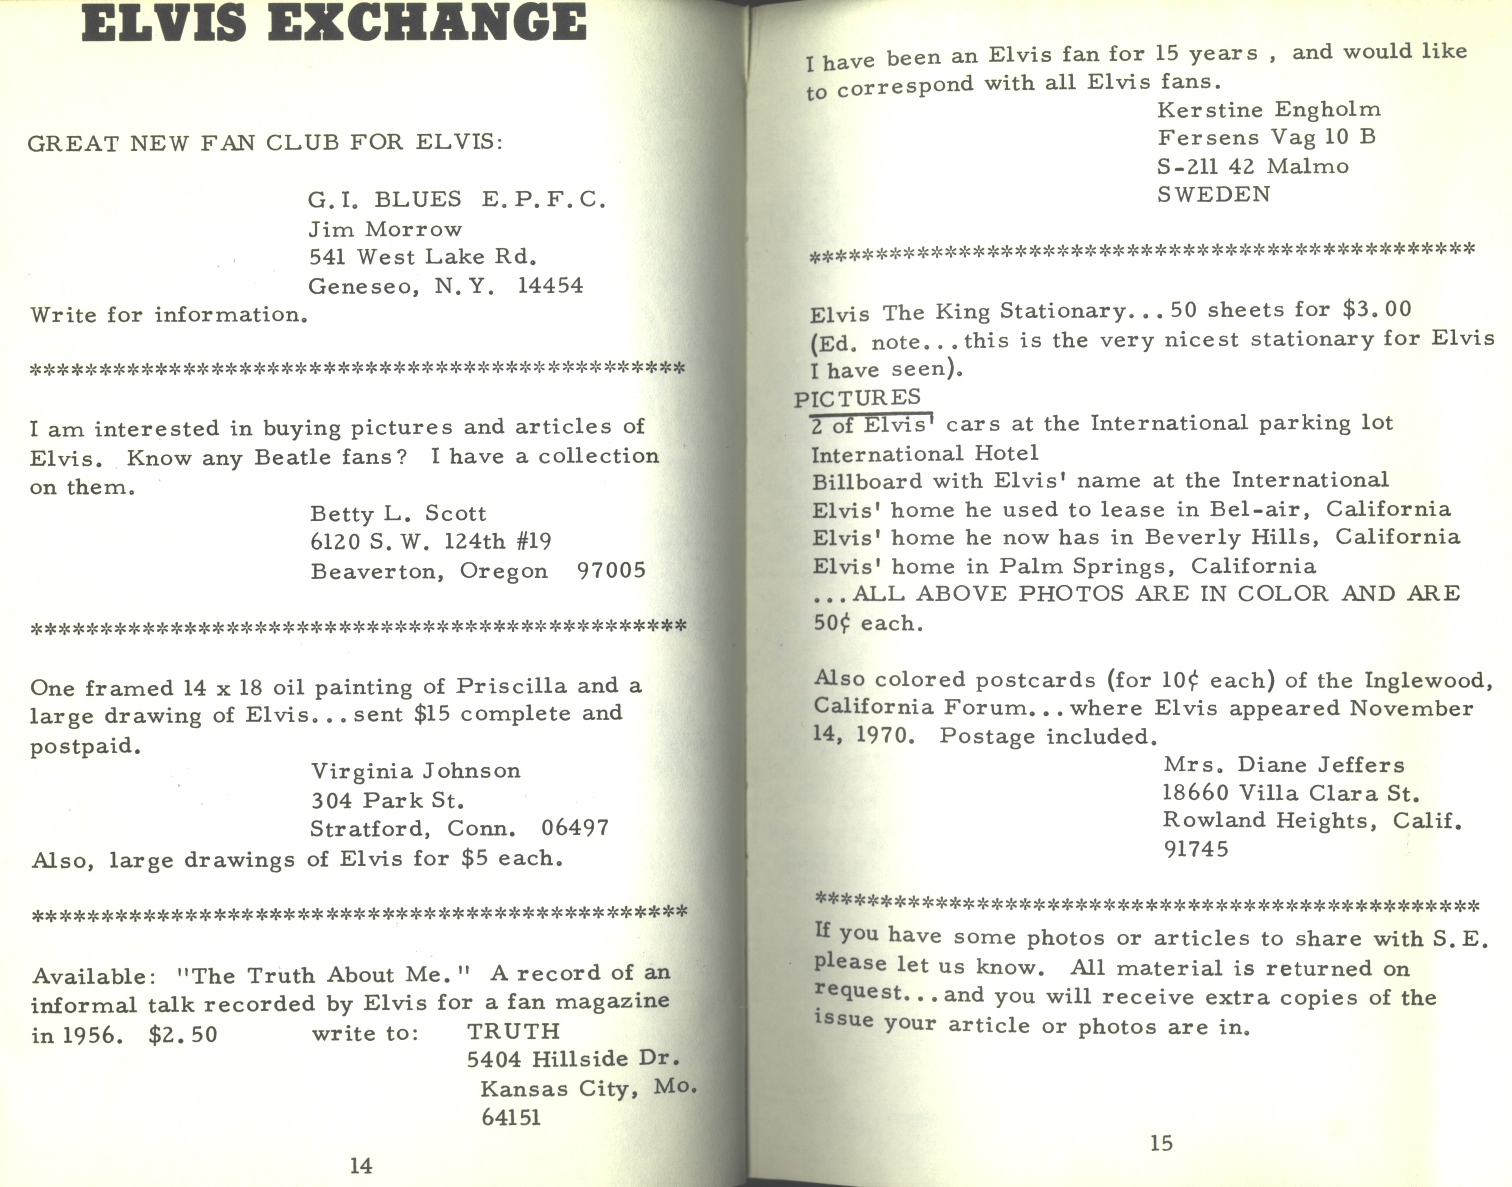 ELVIS EXCHANGE
GREAT NEW FAN CLUB FOR ELVIS:
G.I. BLUES E.P.F.C.
Jim Morrow
541 West Lake Rd.
Geneseo, N.Y. 14454
Write for information.
***********************************************
I am interested in buying pictures and articles of
Elvis. Know any Beatle fans? I have a collection
on them.
Betty L. Scott
6120 S.W. 124th #19
Beaverton, Oregon 97005
***********************************************
One framed 14 x 18 oil painting of Priscilla and a
large drawing of Elvis...sent $15 complete and
postpaid.
Virginia Johnson
304 Park St.
Stratford, Conn. 06497
Also, large drawings of Elvis for $5 each.
***********************************************
Available: "The Truth About Me." A record of an
informal talk recorded by Elvis for a fan magazine
in 1956. $2.50 write to: TRUTH
5404 Hillside Dr.
Kansas City, Mo.
64151
14
I have been an Elvis fan for 15 years , and would like
to correspond with all Elvis fans.
Kerstine Engholm
Fersens Vag 10 B
S-211 42 Malmo
SWEDEN
************************************************
Elvis The King Stationary...50 sheets for $3.00
(Ed. note...this is the very nicest stationary for Elvis
I have seen).
PICTURES
2 of Elvis' cars at the International parking lot
International Hotel
Billboard with Elvis' name at the International
Elvis' home he used to lease in Bel-air, California
Elvis' home he now has in Beverly Hills, California
Elvis' home in Palm Springs, California
...ALL ABOVE PHOTOS ARE IN COLOR AND ARE
50¢ each.
Also colored postcards (for 10¢ each) of the Inglewood,
California Forum...where Elvis appeared November
14, 1970. Postage included.
Mrs. Diane Jeffers
18660 Villa Clara St.
Rowland Heights, Calif.
91745
************************************************
If you have some photos or articles to share with S.E.
please let us know. All material is returned on
request...and you will receive extra copies of the
issue your article or photos are in.
15